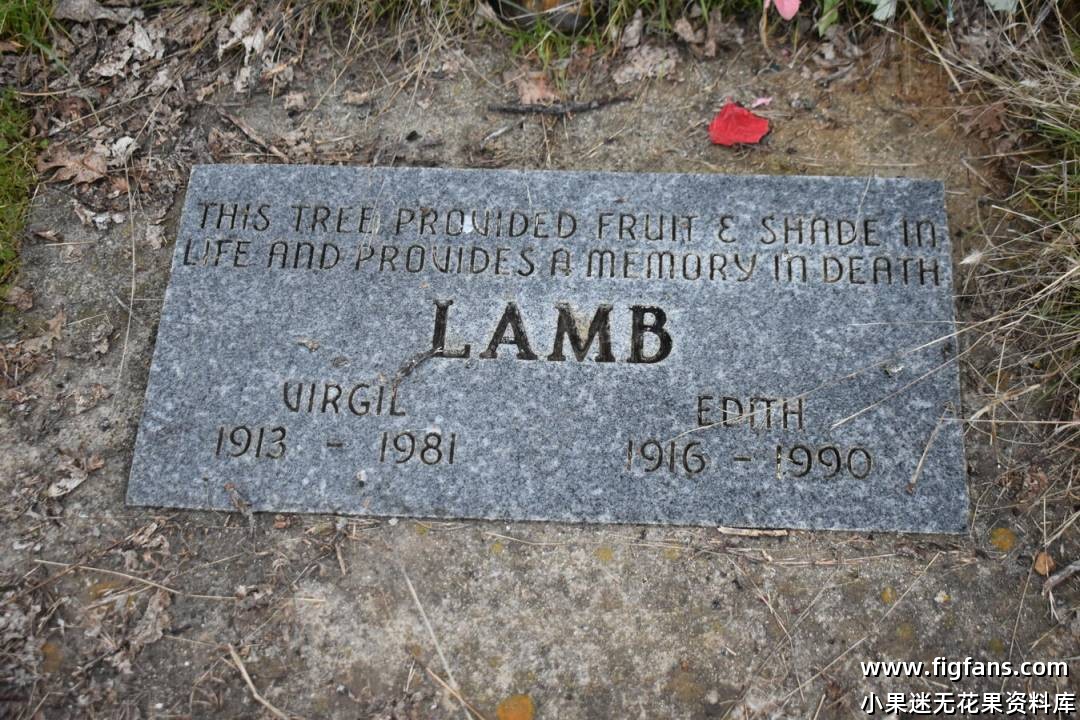 THIS TREE PROVIDED FRUIT & SHADE IN
LIFE AND PROVIDES A MEMORY IN DEATH
LAMB
VIRGIL EDITH
1913 - 1981 1916 - 1990
www.figfans.com
小果迷无花果资料库